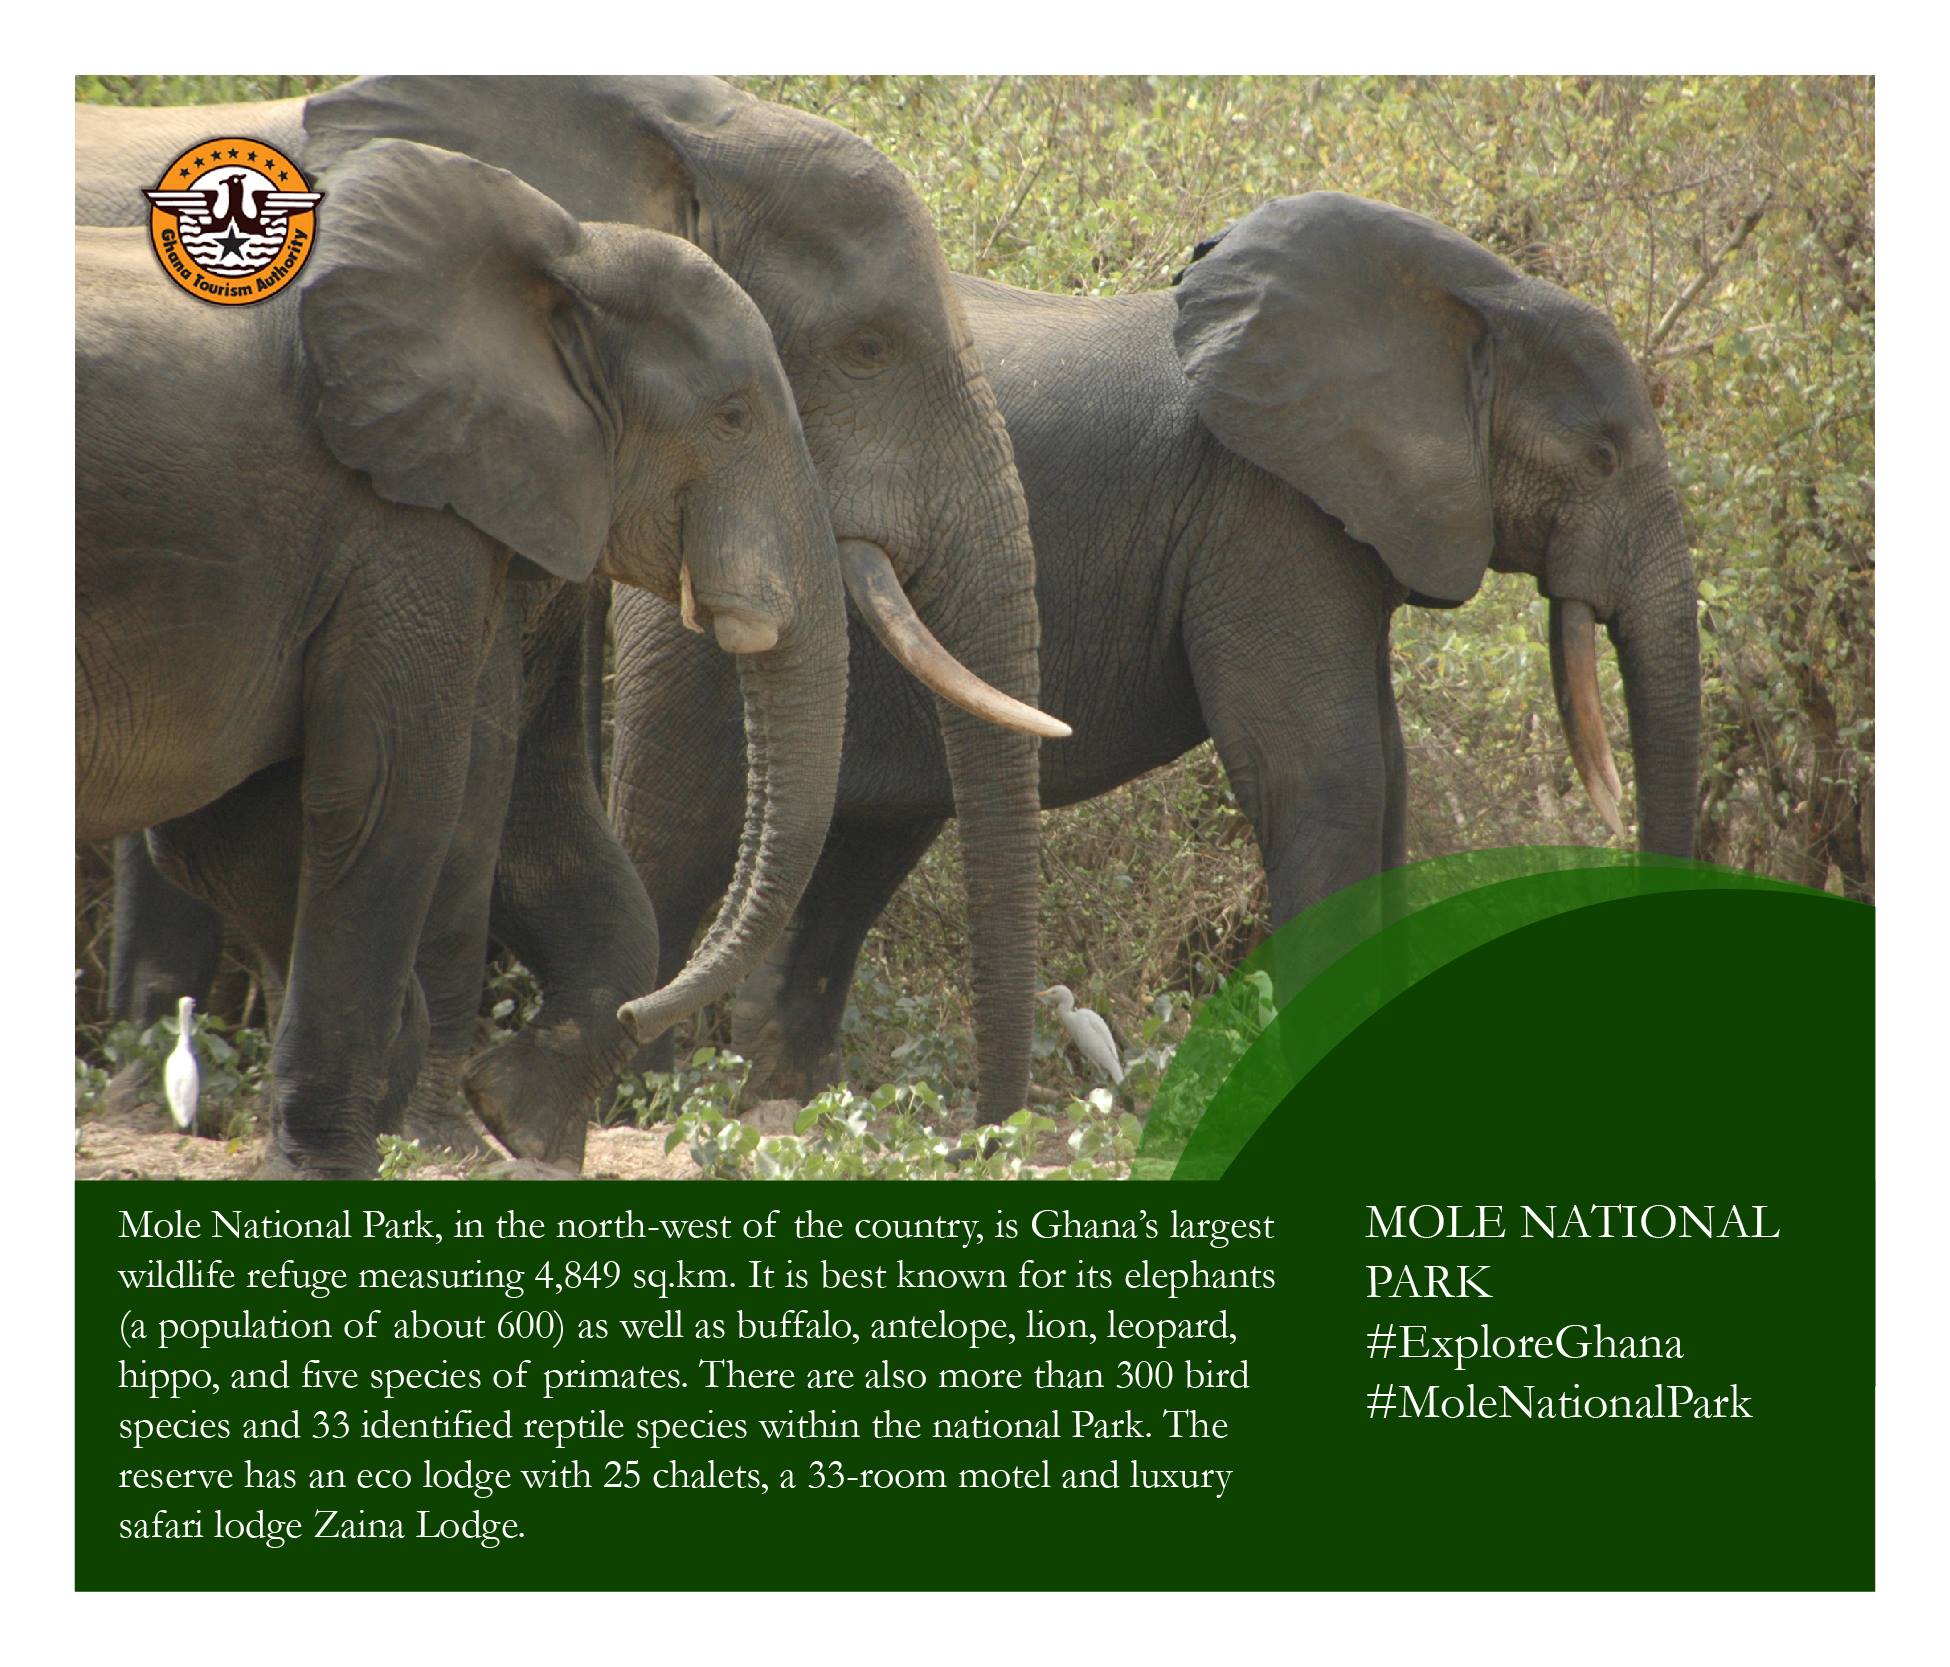 Ghana Tourism Authority
Mole National Park, in the north-west of the country, is Ghana’s largest
wildlife refuge measuring 4,849 sq.km. It is best known for its elephants
(a population of about 600) as well as buffalo, antelope, lion, leopard,
hippo, and five species of primates. There are also more than 300 bird
species and 33 identified reptile species within the national Park. The
reserve has an eco lodge with 25 chalets, a 33-room motel and luxury
safari lodge Zaina Lodge.
MOLE NATIONAL
PARK
#ExploreGhana
#MoleNationalPark